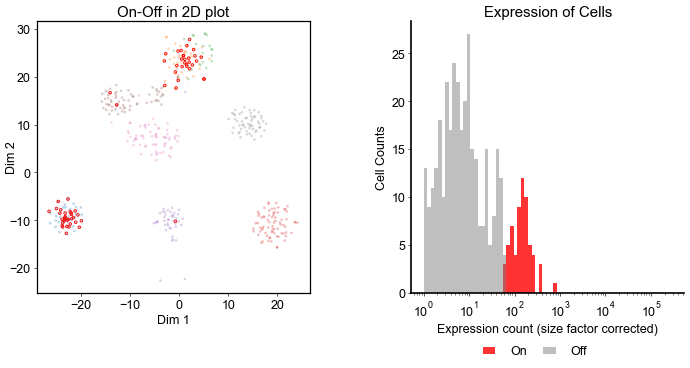 On-Off in 2D plot
Dim 2
30
20
10
0
−10
−20
−20 −10 0 10 20
Dim 1
Expression of Cells
Cell Counts
25
20
15
10
5
0
10^0 10^1 10^2 10^3 10^4 10^5
Expression count (size factor corrected)
On Off